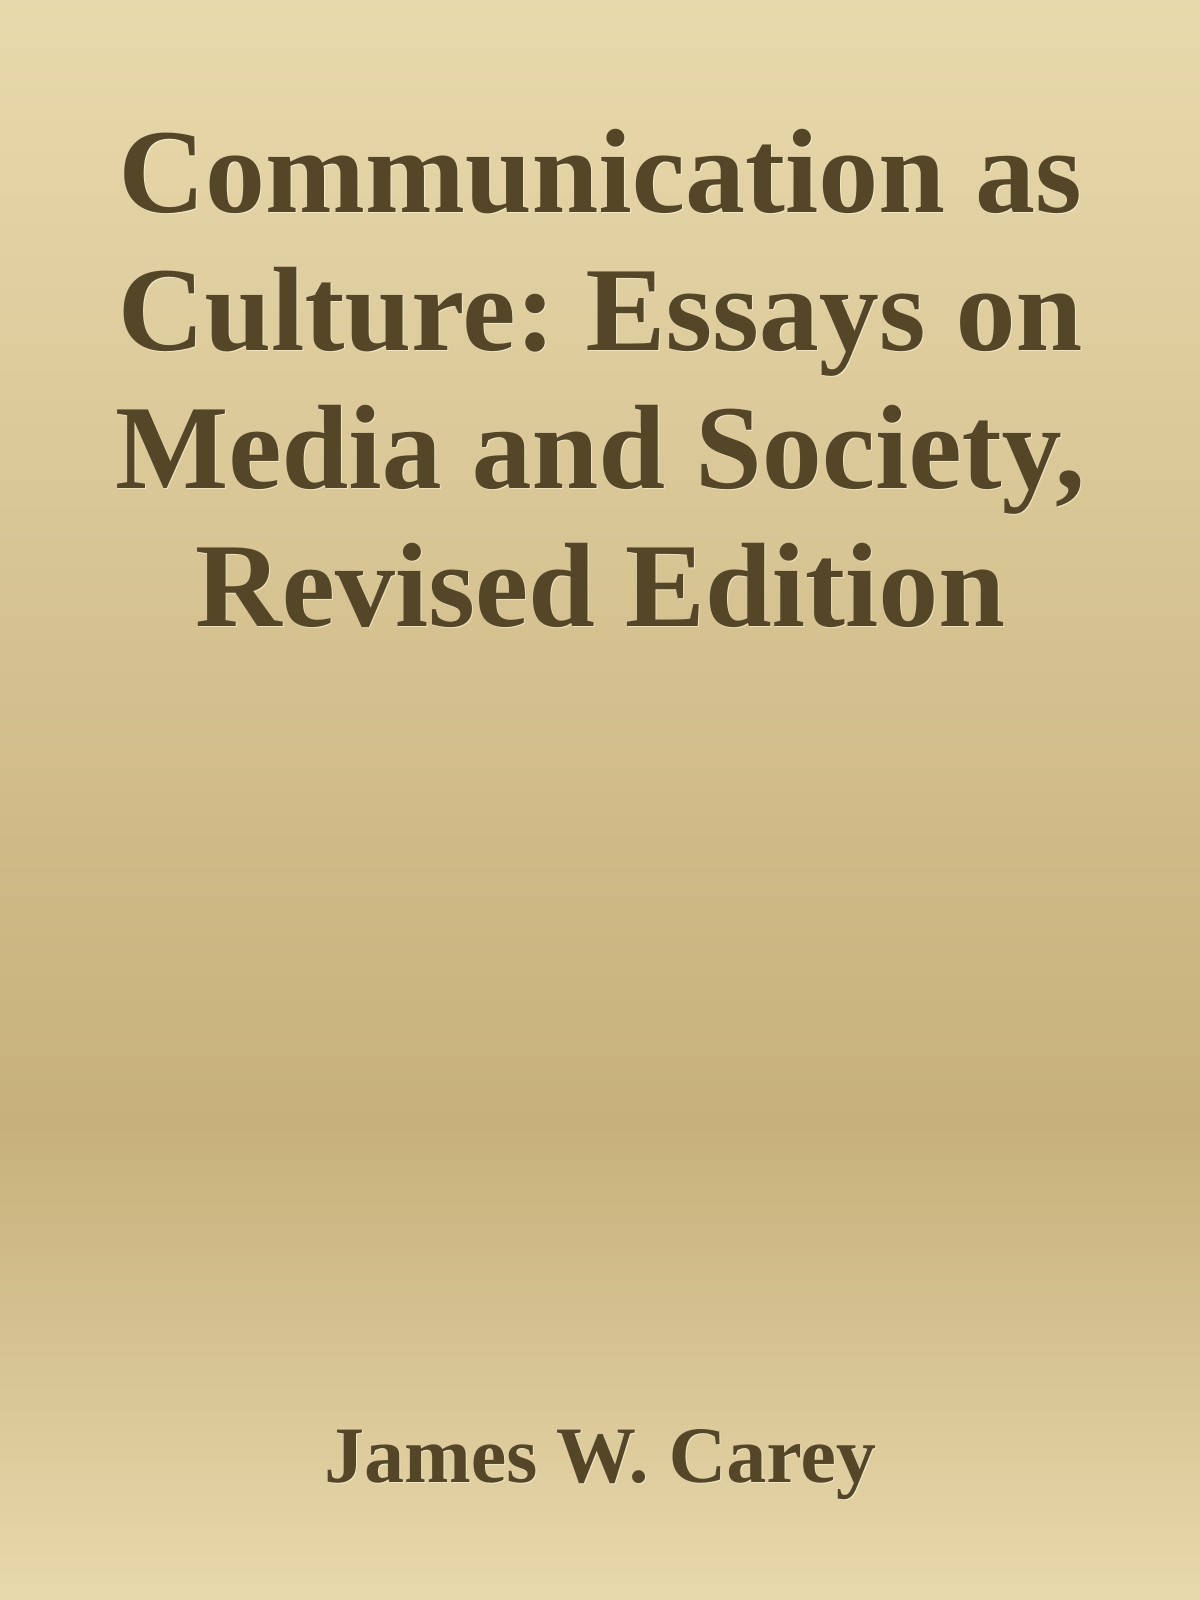 Communication as
Culture: Essays on
Media and Society,
Revised Edition
James W. Carey